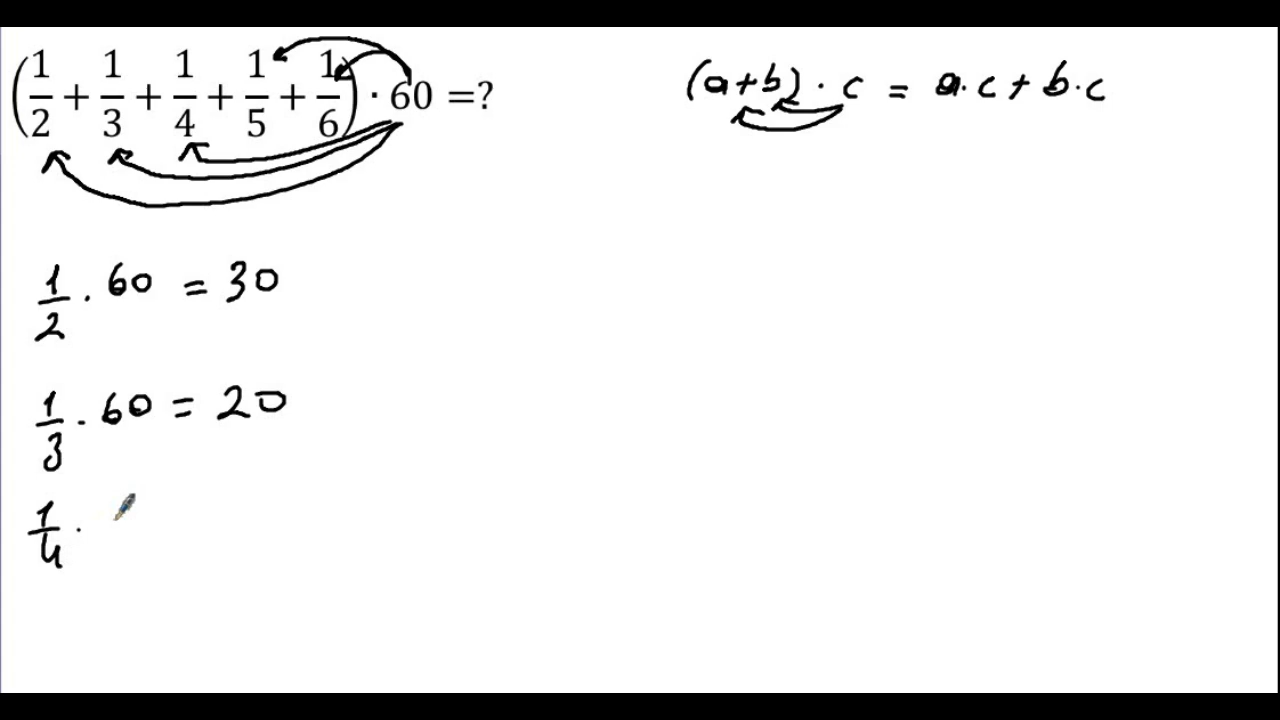 (1/2 + 1/3 + 1/4 + 1/5 + 1/6) · 60 =?
(a+b) · c = a·c + b·c
1/2 · 60 = 30
1/3 · 60 = 20
1/4 ·